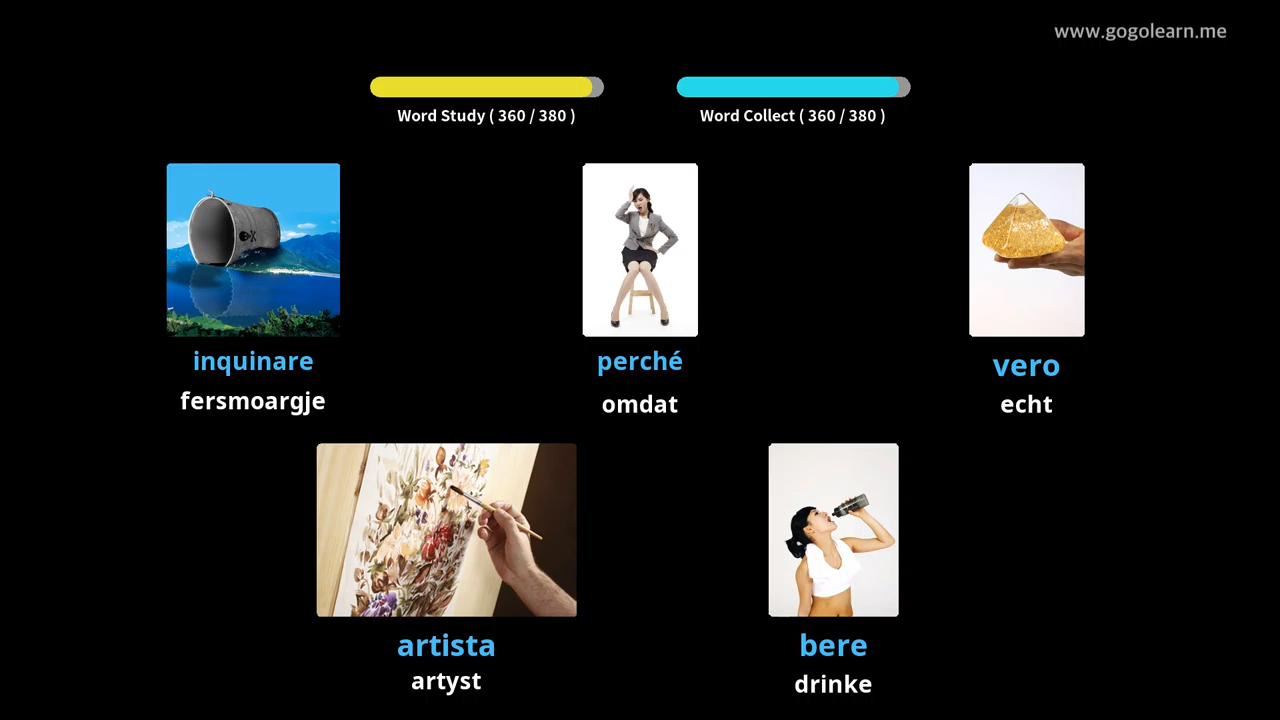 www.gogolearn.me
Word Study ( 360 / 380 )
Word Collect ( 360 / 380 )
inquinare
fersmoargje
perché
omdat
vero
echt
artista
artyst
bere
drinke